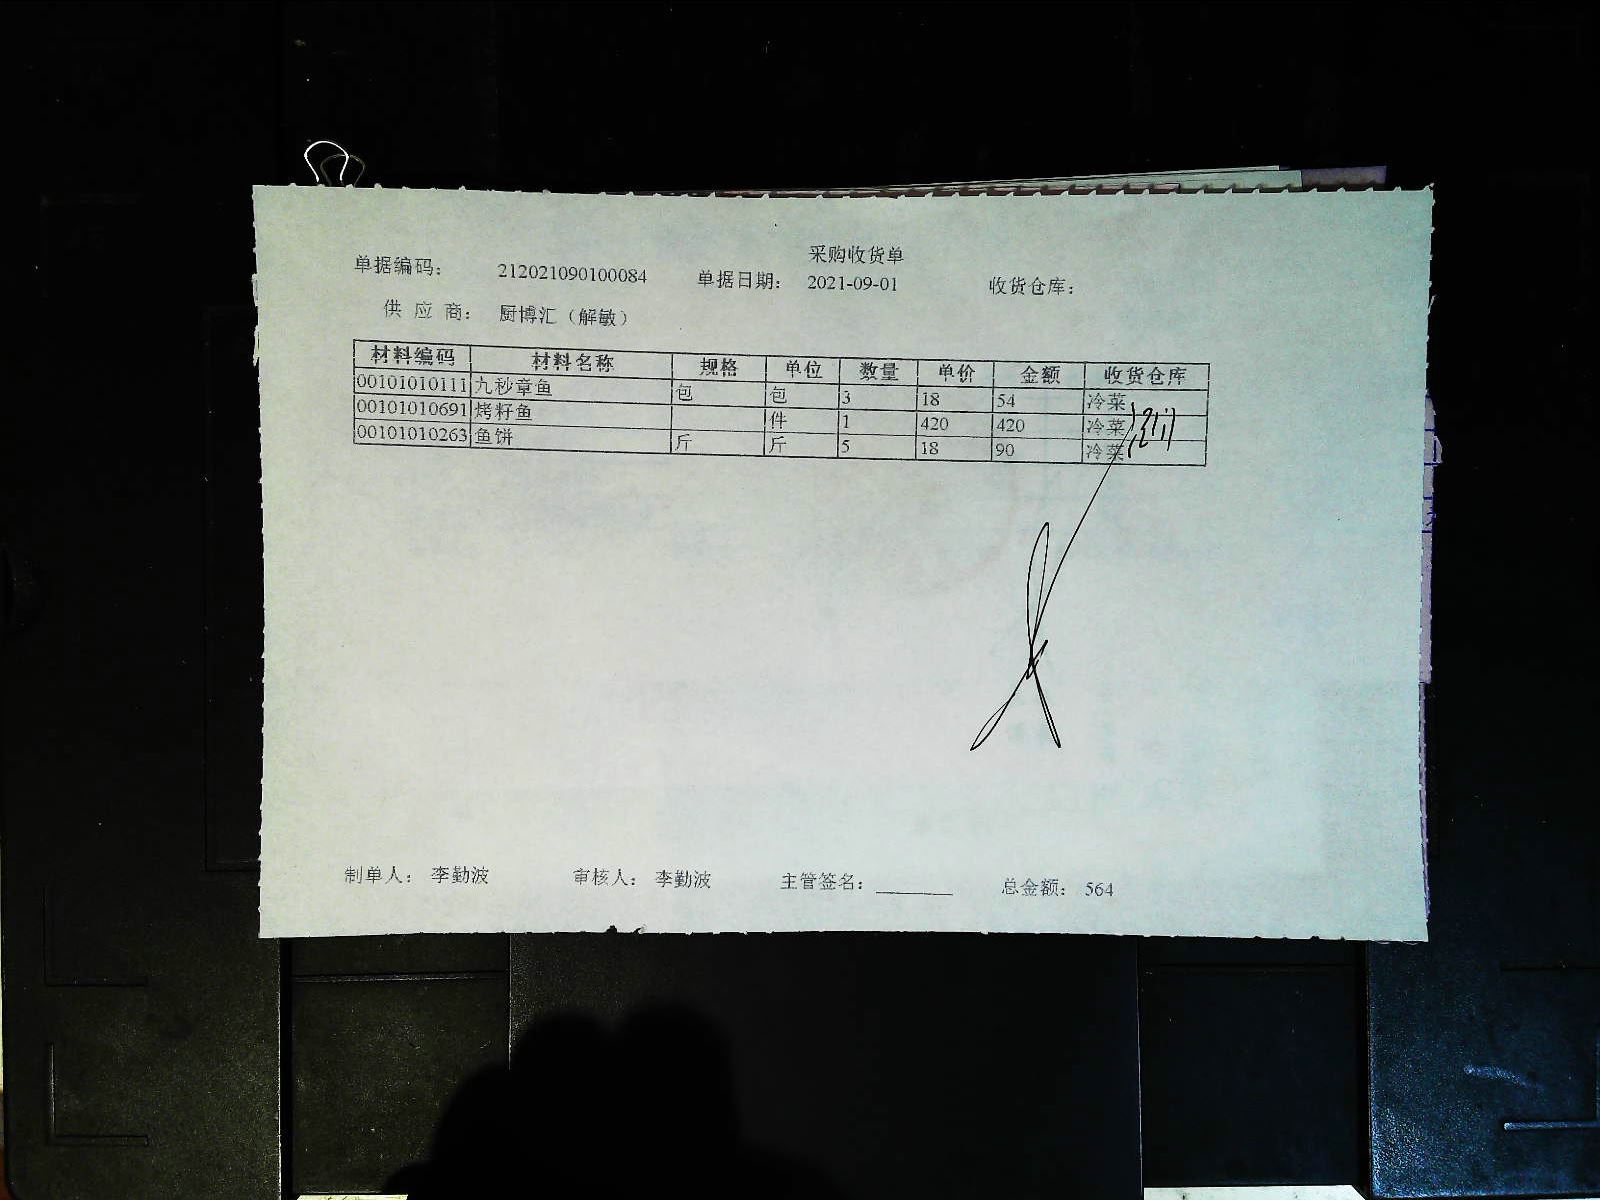 采购收货单
单据编码： 212021090100084 单据日期： 2021-09-01 收货仓库：
供 应 商： 厨博汇（解敏）
材料编码 材料名称 规格 单位 数量 单价 金额 收货仓库
00101010111 九秒章鱼 包 包 3 18 54 冷菜
00101010691 烤籽鱼 件 1 420 420 冷菜
00101010263 鱼饼 斤 斤 5 18 90 冷菜
制单人： 李勤波 审核人： 李勤波 主管签名： 总金额： 564